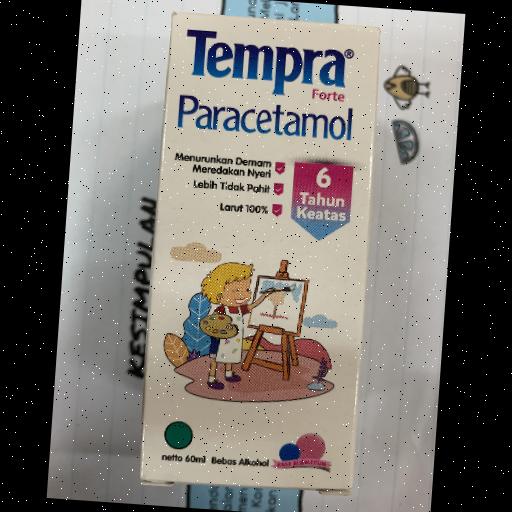 Tempra®
Forte
Paracetamol
Menurunkan Demam
Meredakan Nyeri
Lebih Tidak Pahit
Larut 100%
6
Tahun
Keatas
netto 60ml Bebas Alkohol
KESIMPULAN